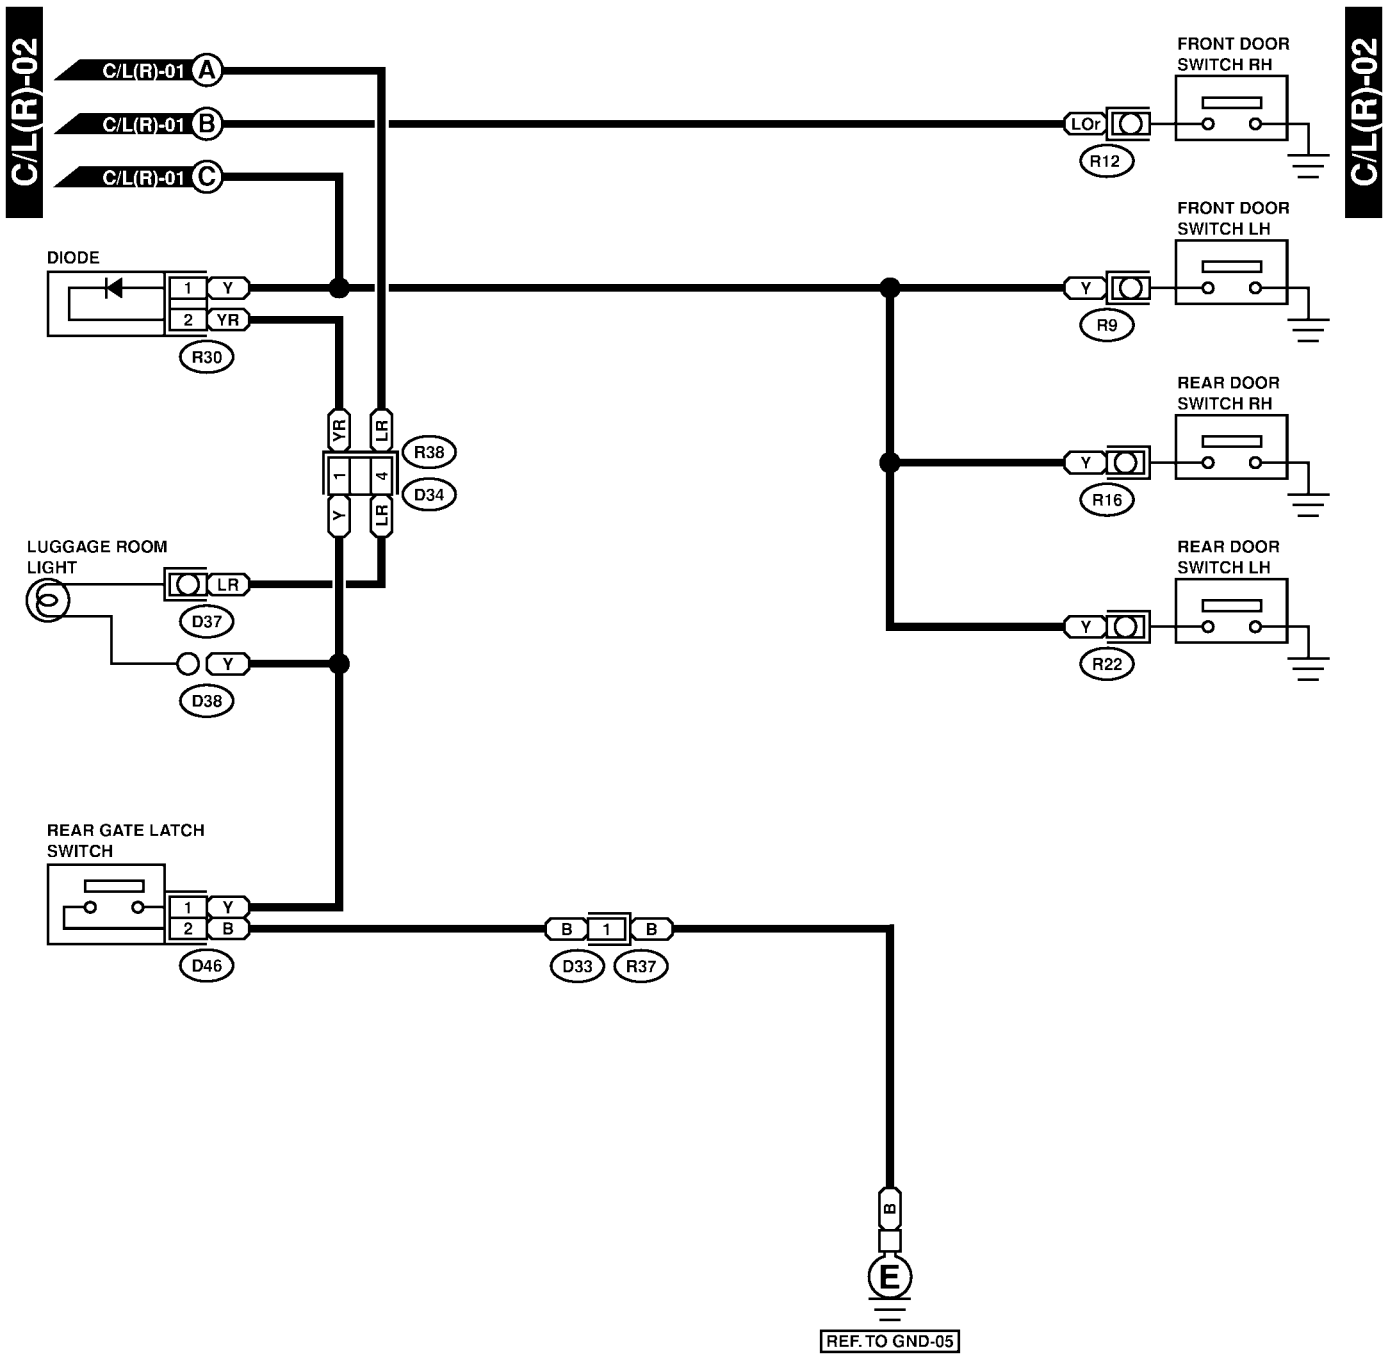 C/L(R)-02
C/L(R)-02
C/L(R)-01 A
C/L(R)-01 B
C/L(R)-01 C
FRONT DOOR
SWITCH RH
LOr
R12
FRONT DOOR
SWITCH LH
Y
R9
DIODE
1 Y
2 YR
R30
REAR DOOR
SWITCH RH
Y
R16
YR LR
R38
1 4
D34
Y LR
REAR DOOR
SWITCH LH
Y
R22
LUGGAGE ROOM
LIGHT
LR
D37
Y
D38
REAR GATE LATCH
SWITCH
1 Y
2 B
D46
B 1 B
D33 R37
B
E
REF. TO GND-05